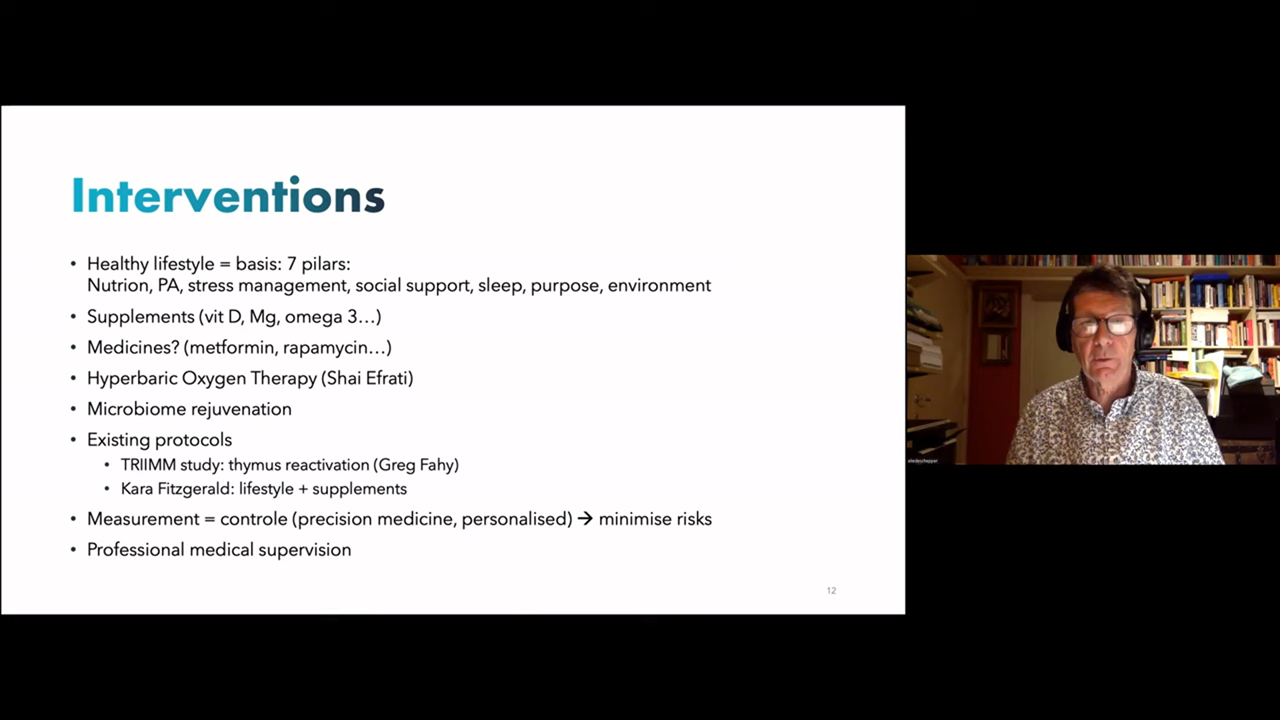 Interventions
• Healthy lifestyle = basis: 7 pilars:
Nutrion, PA, stress management, social support, sleep, purpose, environment
• Supplements (vit D, Mg, omega 3…)
• Medicines? (metformin, rapamycin…)
• Hyperbaric Oxygen Therapy (Shai Efrati)
• Microbiome rejuvenation
• Existing protocols
• TRIIMM study: thymus reactivation (Greg Fahy)
• Kara Fitzgerald: lifestyle + supplements
• Measurement = controle (precision medicine, personalised) → minimise risks
• Professional medical supervision
12